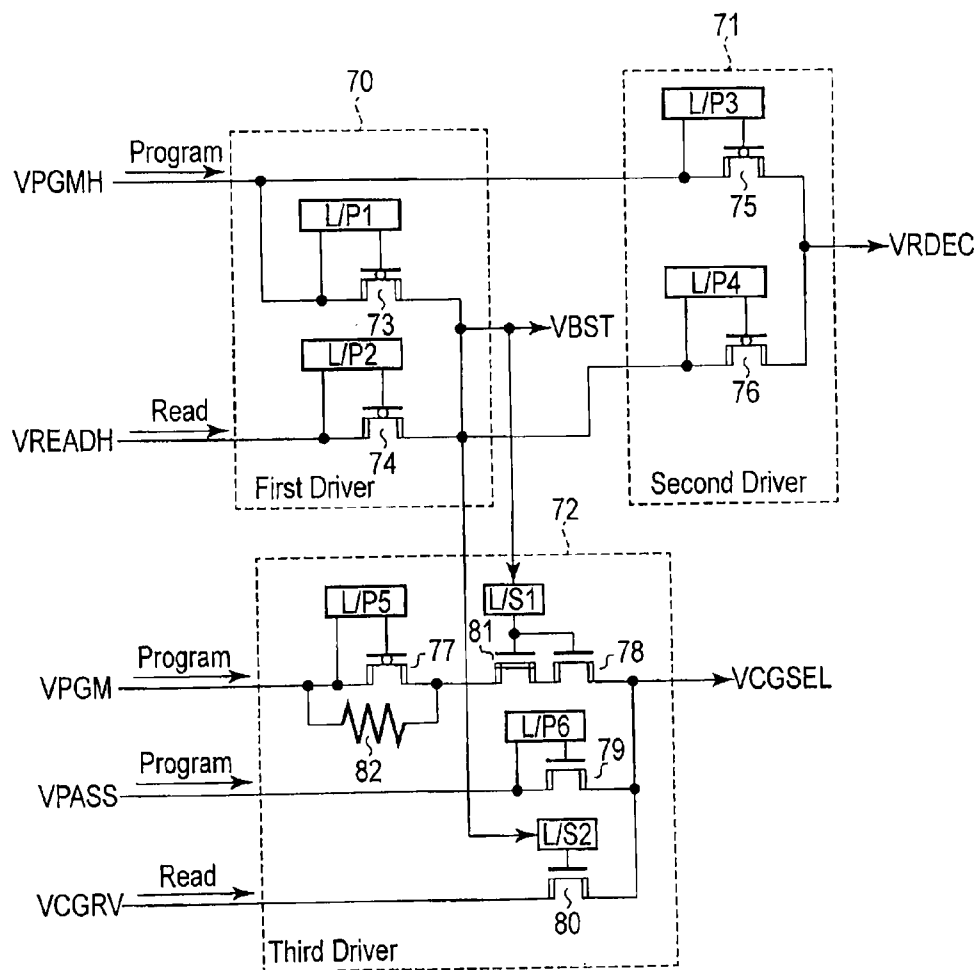 71
70
L/P3
Program
VPGMH
75
L/P1
VRDEC
73
L/P4
VBST
L/P2
76
Read
VREADH
74
First Driver
Second Driver
72
L/S1
L/P5
81
77
78
Program
VPGM
VCGSEL
L/P6
79
82
Program
VPASS
L/S2
Read
VCGRV
80
Third Driver